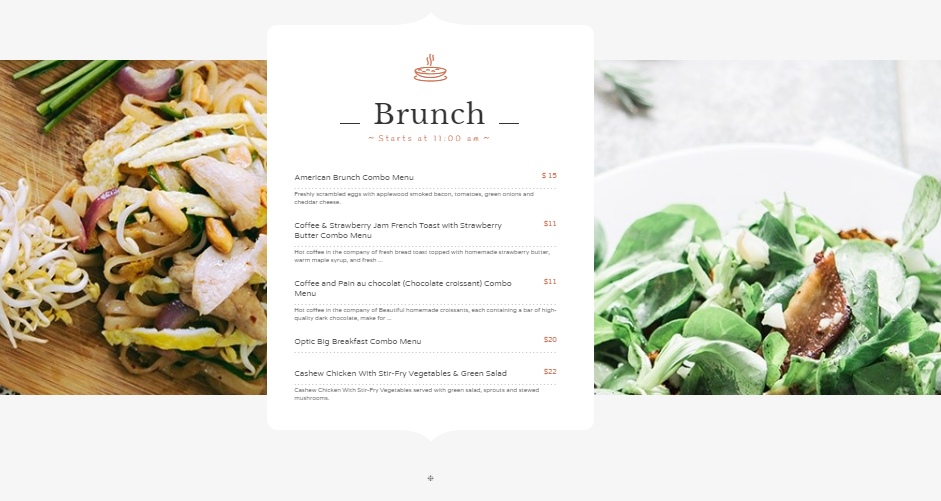 Brunch
~ Starts at 11:00 am ~
American Brunch Combo Menu $ 15
Freshly scrambled eggs with applewood smoked bacon, tomatoes, green onions and
cheddar cheese.
Coffee & Strawberry Jam French Toast with Strawberry $11
Butter Combo Menu
Hot coffee in the company of fresh bread toast topped with homemade strawberry butter,
warm maple syrup, and fresh ...
Coffee and Pain au chocolat (Chocolate croissant) Combo $11
Menu
Hot coffee in the company of Beautiful homemade croissants, each containing a bar of high-
quality dark chocolate, make for ...
Optic Big Breakfast Combo Menu $20
Cashew Chicken With Stir-Fry Vegetables & Green Salad $22
Cashew Chicken With Stir-Fry Vegetables served with green salad, sprouts and stewed
mushrooms.